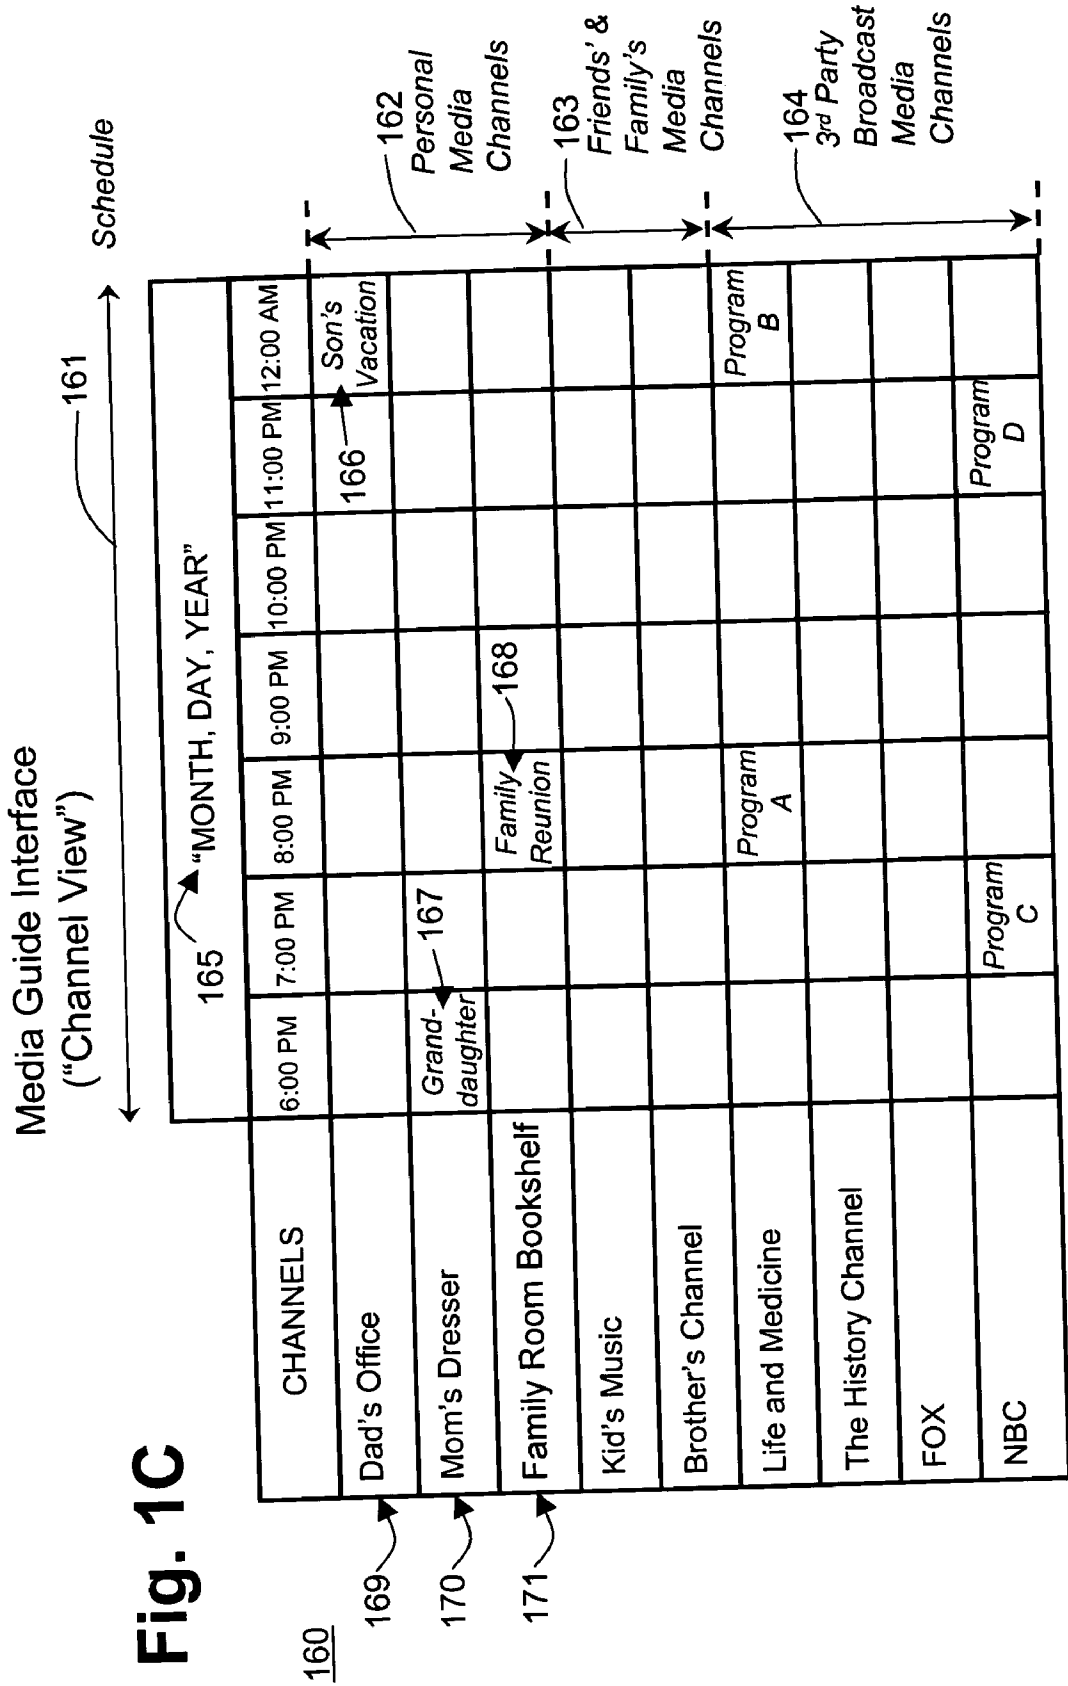 Fig. 1C
Media Guide Interface
("Channel View")
160
161
Schedule
165
"MONTH, DAY, YEAR"
CHANNELS
6:00 PM
7:00 PM
8:00 PM
9:00 PM
10:00 PM
11:00 PM
12:00 AM
169
Dad's Office
166
Son's
Vacation
170
Mom's Dresser
Grand-
daughter
167
171
Family Room Bookshelf
Family
Reunion
168
Kid's Music
Brother's Channel
Life and Medicine
Program
A
Program
B
The History Channel
FOX
NBC
Program
C
Program
D
162
Personal
Media
Channels
163
Friends' &
Family's
Media
Channels
164
3rd Party
Broadcast
Media
Channels